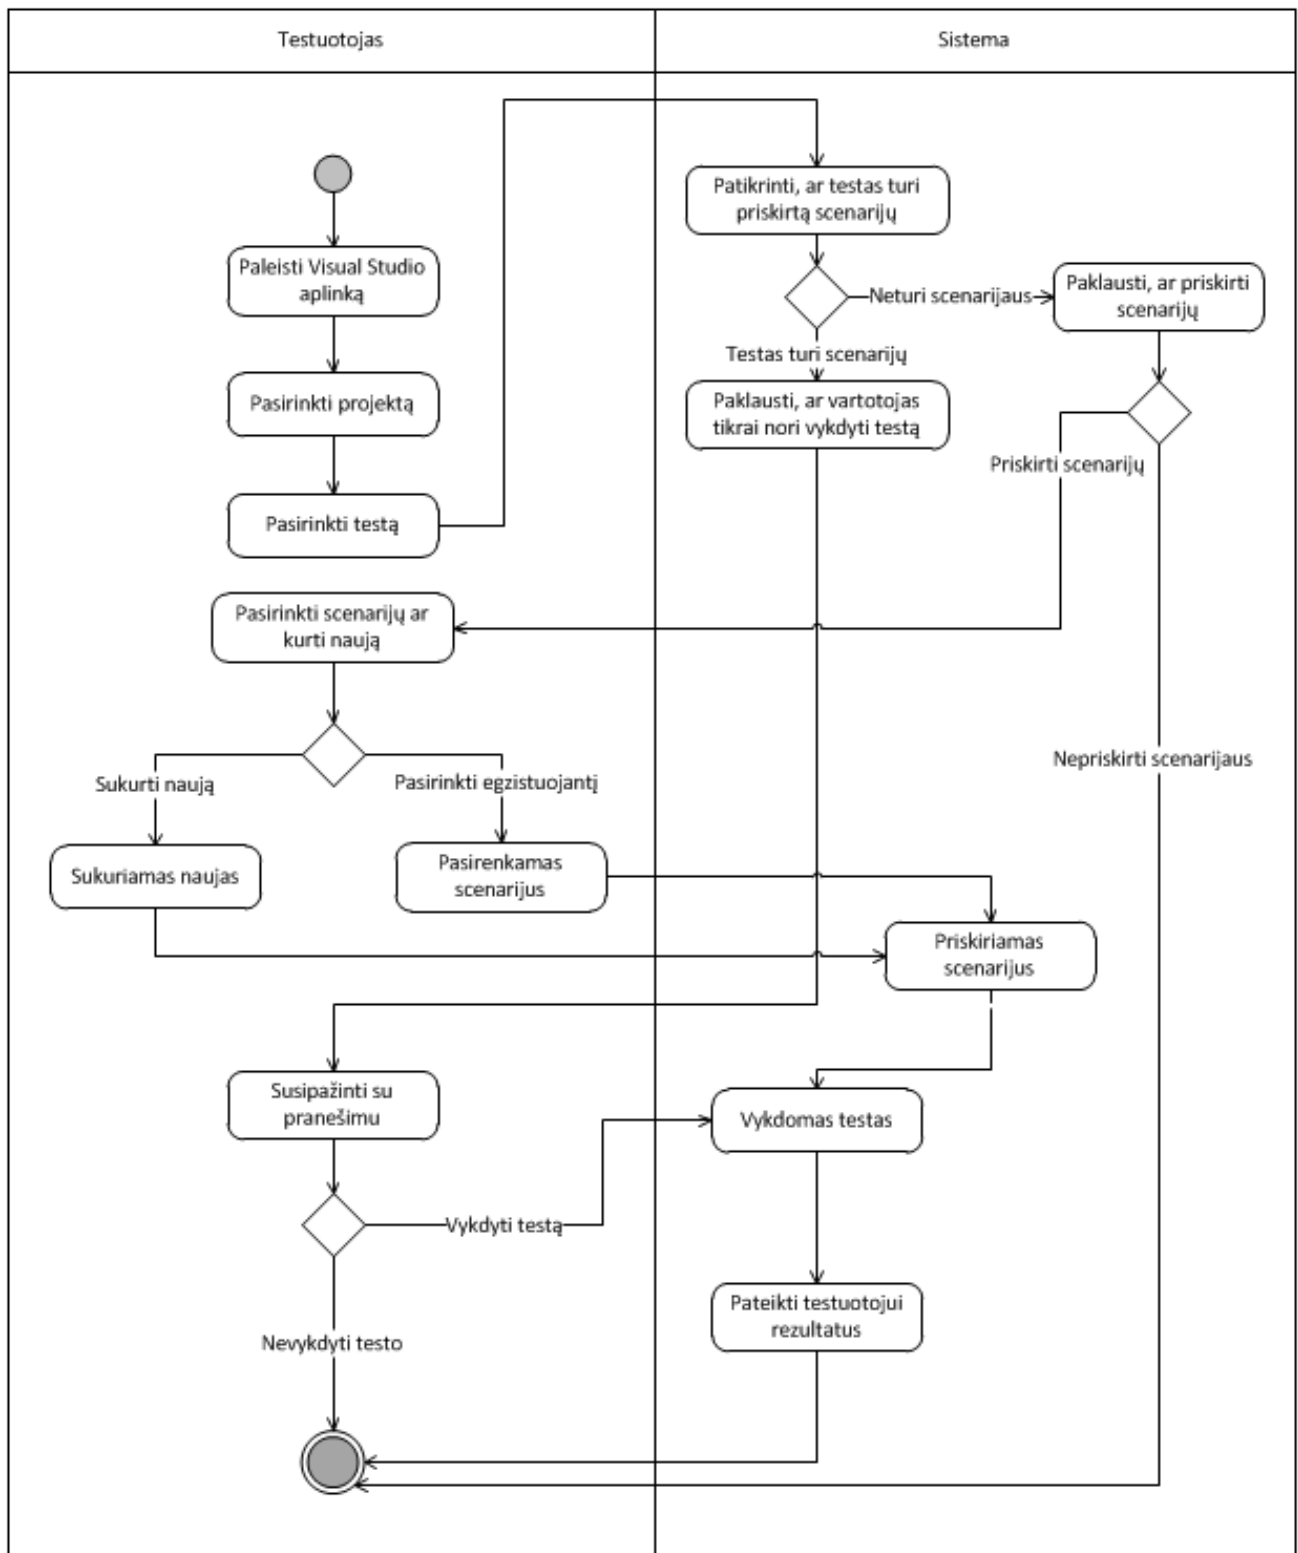 Testuotojas
Sistema
Patikrinti, ar testas turi
priskirtą scenarijų
Paleisti Visual Studio
aplinką
Neturi scenarijaus
Paklausti, ar priskirti
scenarijų
Testas turi scenarijų
Pasirinkti projektą
Paklausti, ar vartotojas
tikrai nori vykdyti testą
Priskirti scenarijų
Pasirinkti testą
Pasirinkti scenarijų ar
kurti naują
Nepriskirti scenarijaus
Sukurti naują
Pasirinkti egzistuojantį
Sukuriamas naujas
Pasirenkamas
scenarijus
Priskiriamas
scenarijus
Susipažinti su
pranešimu
Vykdomas testas
Vykdyti testą
Pateikti testuotojui
rezultatus
Nevykdyti testo